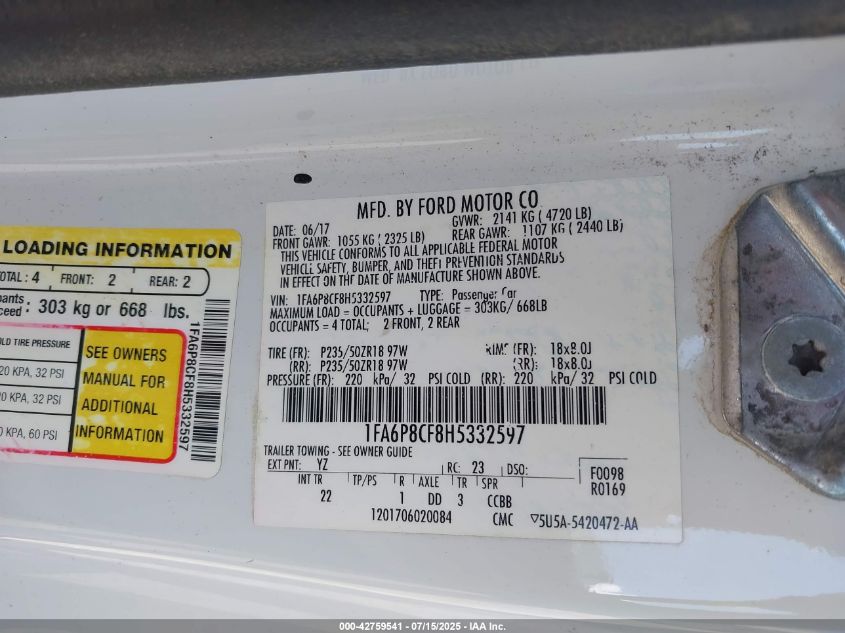 MFD. BY FORD MOTOR CO
DATE: 06/17 GVWR: 2141 KG ( 4720 LB)
FRONT GAWR: 1055 KG ( 2325 LB) REAR GAWR: 1107 KG ( 2440 LB)
THIS VEHICLE CONFORMS TO ALL APPLICABLE FEDERAL MOTOR
VEHICLE SAFETY, BUMPER, AND THEFT PREVENTION STANDARDS
IN EFFECT ON THE DATE OF MANUFACTURE SHOWN ABOVE.
VIN: 1FA6P8CF8H5332597 TYPE: Passenger Car
MAXIMUM LOAD = OCCUPANTS + LUGGAGE = 303KG/ 668LB
OCCUPANTS = 4 TOTAL; 2 FRONT, 2 REAR
TIRE (FR): P235/50ZR18 97W RIMS (FR): 18x8.0J
(RR): P235/50ZR18 97W (RR): 18x8.0J
PRESSURE (FR): 220 kPa/ 32 PSI COLD (RR): 220 kPa/ 32 PSI COLD
1FA6P8CF8H5332597
TRAILER TOWING - SEE OWNER GUIDE
EXT PNT: YZ RC: 23 DSO:
INT TR TP/PS R AXLE TR SPR
22 1 DD 3 CCBB
F0098
R0169
1201706020084 CMC ▽5U5A-5420472-AA
LOADING INFORMATION
TOTAL : 4 FRONT: 2 REAR: 2
303 kg or 668 lbs.
TIRE PRESSURE
KPA, 32 PSI
KPA, 32 PSI
KPA, 60 PSI
SEE OWNERS
MANUAL FOR
ADDITIONAL
INFORMATION
1FA6P8CF8H5332597
000-42759541 - 07/15/2025 - IAA Inc.